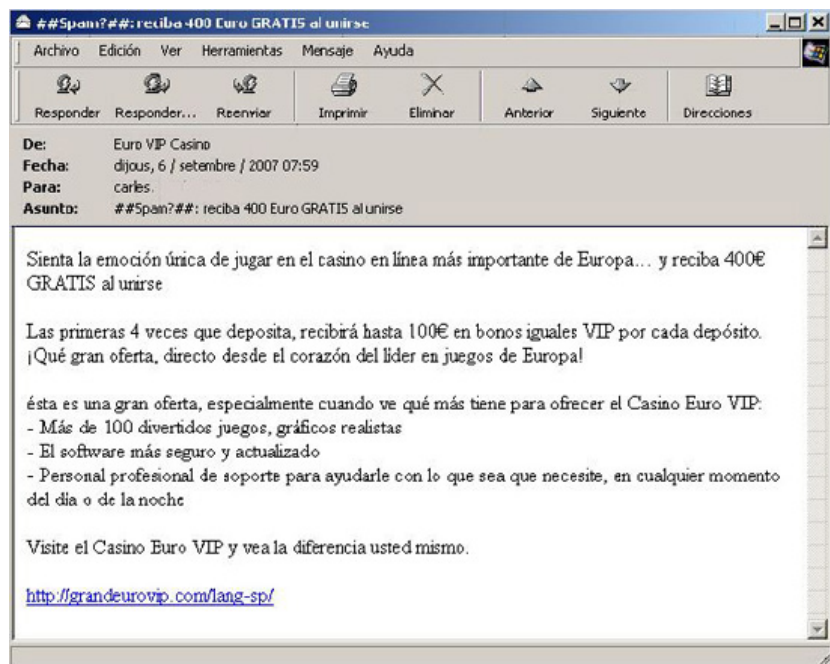 ##Spam?##: reciba 400 Euro GRATIS al unirse
Archivo Edición Ver Herramientas Mensaje Ayuda
Responder Responder... Reenviar Imprimir Eliminar Anterior Siguiente Direcciones
De: Euro VIP Casino
Fecha: dijous, 6 / setembre / 2007 07:59
Para: carles.
Asunto: ##Spam?##: reciba 400 Euro GRATIS al unirse
Sienta la emoción única de jugar en el casino en línea más importante de Europa... y reciba 400€
GRATIS al unirse
Las primeras 4 veces que deposita, recibirá hasta 100€ en bonos iguales VIP por cada depósito.
¡Qué gran oferta, directo desde el corazón del líder en juegos de Europa!
ésta es una gran oferta, especialmente cuando ve qué más tiene para ofrecer el Casino Euro VIP:
- Más de 100 divertidos juegos, gráficos realistas
- El software más seguro y actualizado
- Personal profesional de soporte para ayudarle con lo que sea que necesite, en cualquier momento
del día o de la noche
Visite el Casino Euro VIP y vea la diferencia usted mismo.
http://grandeurovip.com/lang-sp/